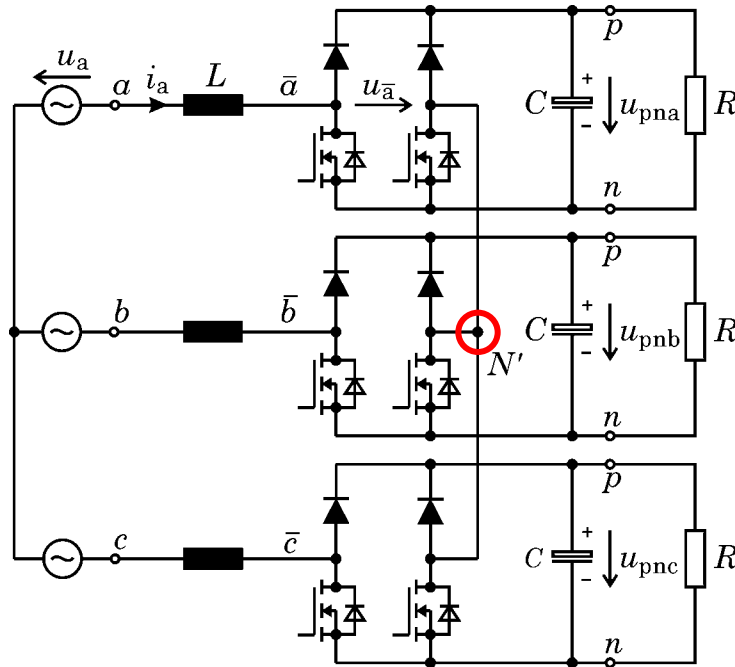 p
u_a
a i_a L ā u_ā C + − u_pna R
n
p
b b̄ N′ C + − u_pnb R
n
p
c c̄ C + − u_pnc R
n